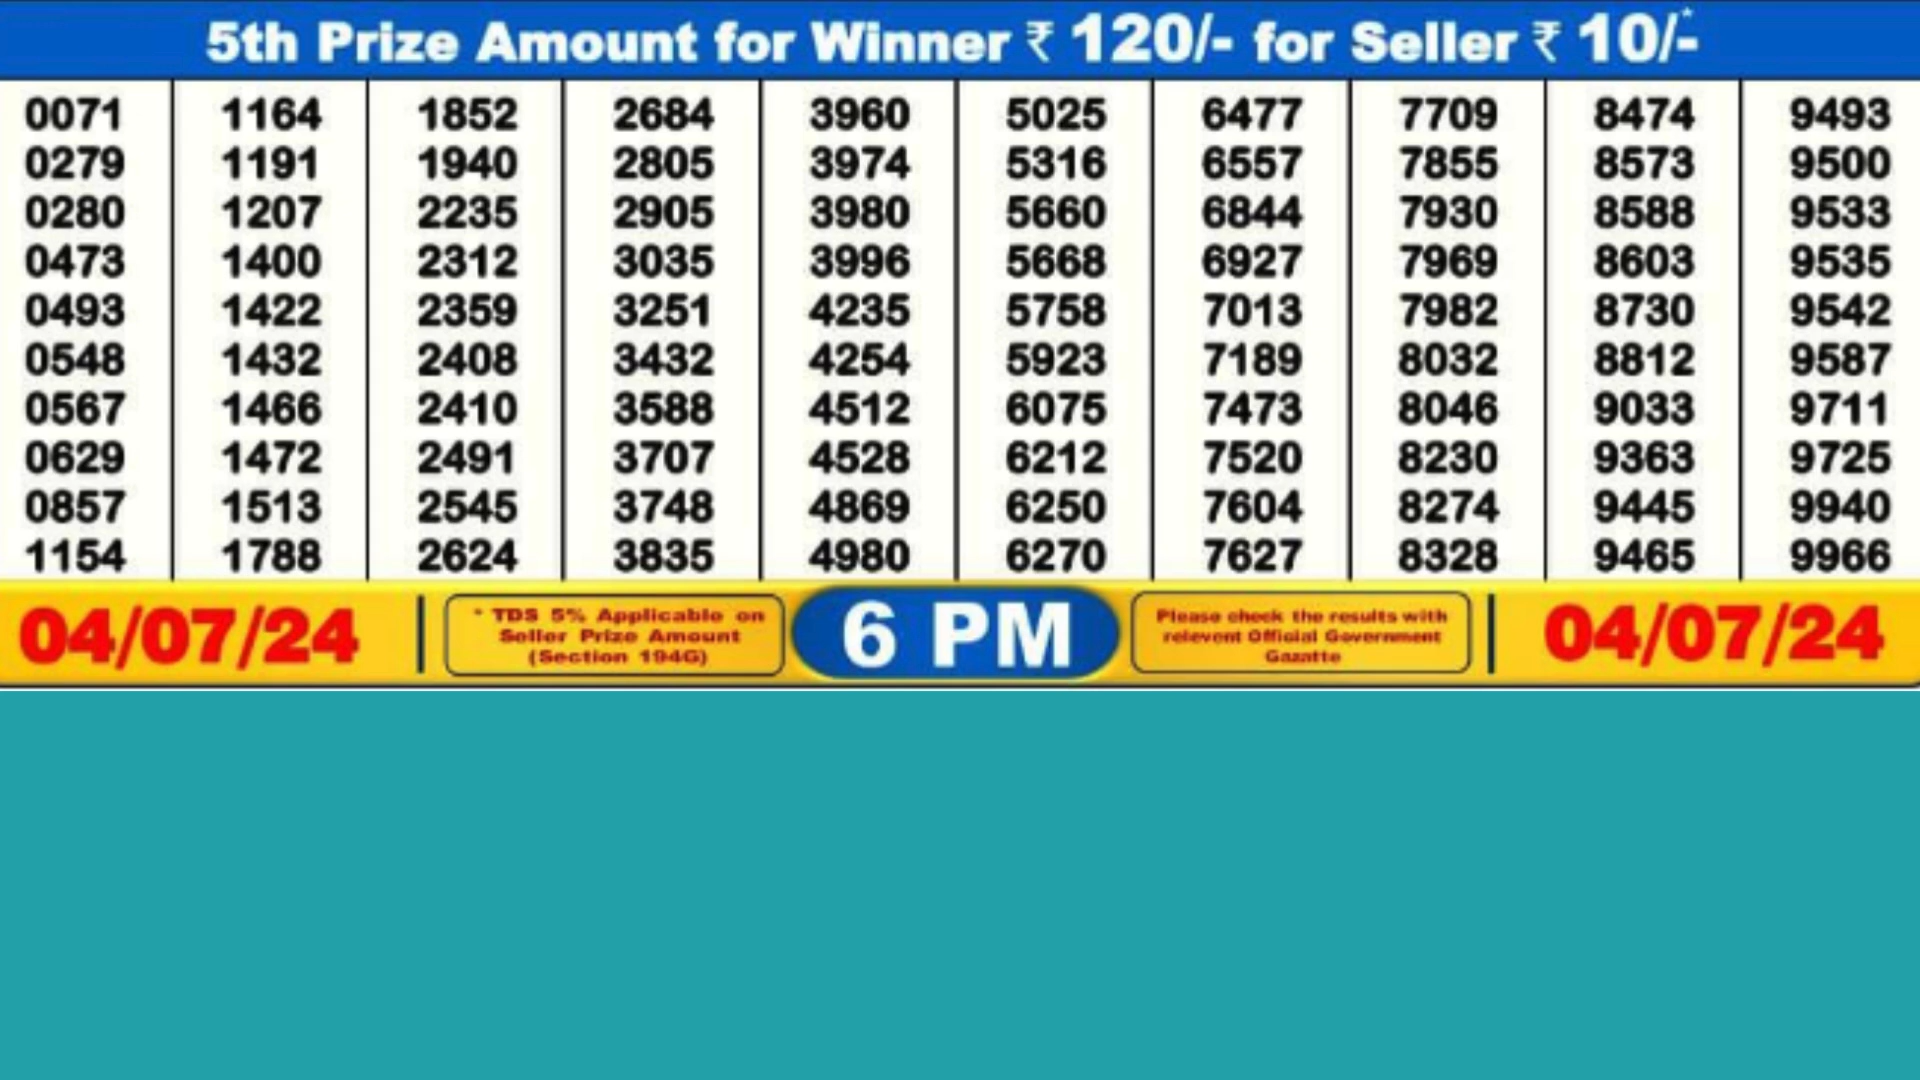 5th Prize Amount for Winner ₹ 120/- for Seller ₹ 10/-*
0071 1164 1852 2684 3960 5025 6477 7709 8474 9493
0279 1191 1940 2805 3974 5316 6557 7855 8573 9500
0280 1207 2235 2905 3980 5660 6844 7930 8588 9533
0473 1400 2312 3035 3996 5668 6927 7969 8603 9535
0493 1422 2359 3251 4235 5758 7013 7982 8730 9542
0548 1432 2408 3432 4254 5923 7189 8032 8812 9587
0567 1466 2410 3588 4512 6075 7473 8046 9033 9711
0629 1472 2491 3707 4528 6212 7520 8230 9363 9725
0857 1513 2545 3748 4869 6250 7604 8274 9445 9940
1154 1788 2624 3835 4980 6270 7627 8328 9465 9966
04/07/24
* TDS 5% Applicable on
Seller Prize Amount
(Section 194G)
6 PM
Please check the results with
relevent Official Government
Gazatte
04/07/24